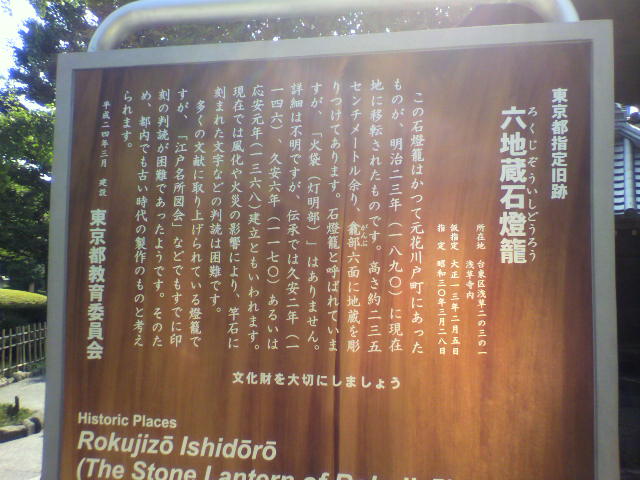 東京都指定旧跡
ろくじぞういしどうろう
六地蔵石燈籠
所在地 台東区浅草二の三の一
浅草寺内
仮指定 大正一三年二月五日
指定 昭和三〇年三月二八日
この石燈籠はかつて元花川戸町にあった
ものが、明治二三年（一八九〇）に現在
地に移転されたものです。高さ約二三五
センチメートル余り、龕部六面に地蔵を彫
がんぶ
りつけてあります。石燈籠と呼ばれていま
すが、「火袋（灯明部）」はありません。
詳細は不明ですが、伝承では久安二年（一
一四六）、久安六年（一一七〇）あるいは
応安元年（一三六八）建立ともいわれます。
現在では風化や火災の影響により、竿石に
刻まれた文字などの判読は困難です。
多くの文献に取り上げられている燈籠で
すが、「江戸名所図会」などでもすでに印
刻の判読が困難であったようです。そのた
め、都内でも古い時代の製作のものと考え
られます。
平成二四年三月 建設
東京都教育委員会
文化財を大切にしましょう
Historic Places
Rokujizō Ishidōrō
(The Stone Lantern of